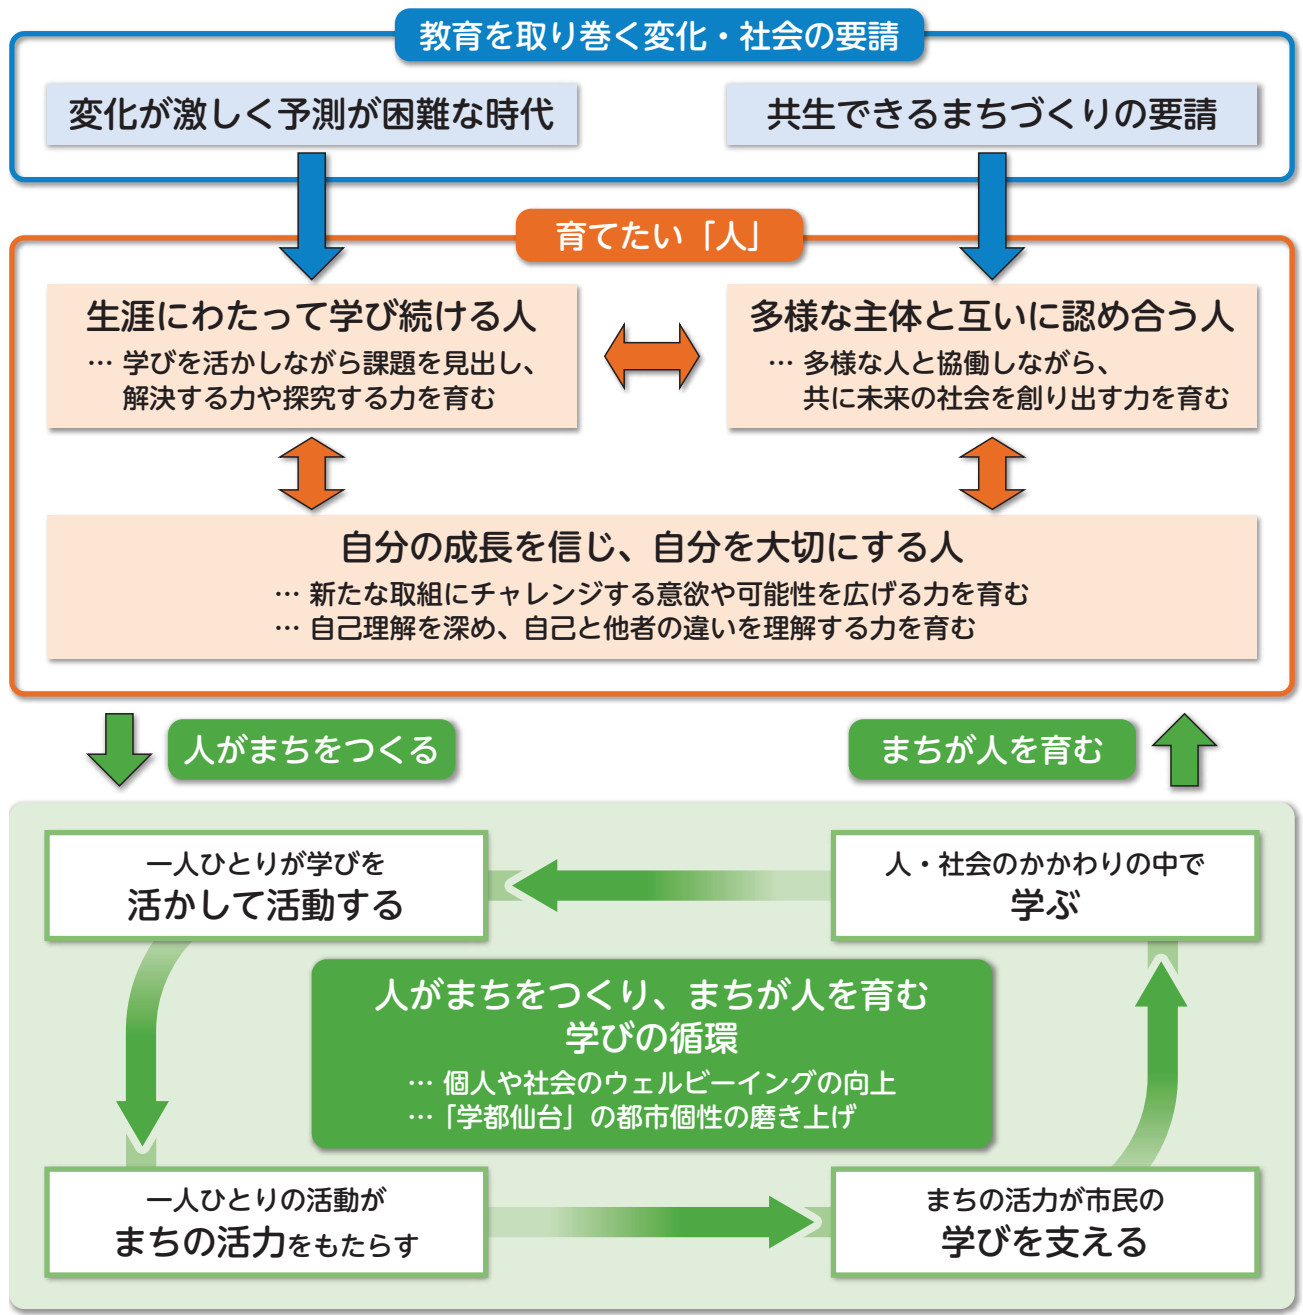 教育を取り巻く変化・社会の要請
変化が激しく予測が困難な時代
共生できるまちづくりの要請
育てたい「人」
生涯にわたって学び続ける人
… 学びを活かしながら課題を見出し、
解決する力や探究する力を育む
多様な主体と互いに認め合う人
… 多様な人と協働しながら、
共に未来の社会を創り出す力を育む
自分の成長を信じ、自分を大切にする人
… 新たな取組にチャレンジする意欲や可能性を広げる力を育む
… 自己理解を深め、自己と他者の違いを理解する力を育む
人がまちをつくる
まちが人を育む
一人ひとりが学びを
活かして活動する
人・社会のかかわりの中で
学ぶ
人がまちをつくり、まちが人を育む
学びの循環
… 個人や社会のウェルビーイングの向上
…「学都仙台」の都市個性の磨き上げ
一人ひとりの活動が
まちの活力をもたらす
まちの活力が市民の
学びを支える